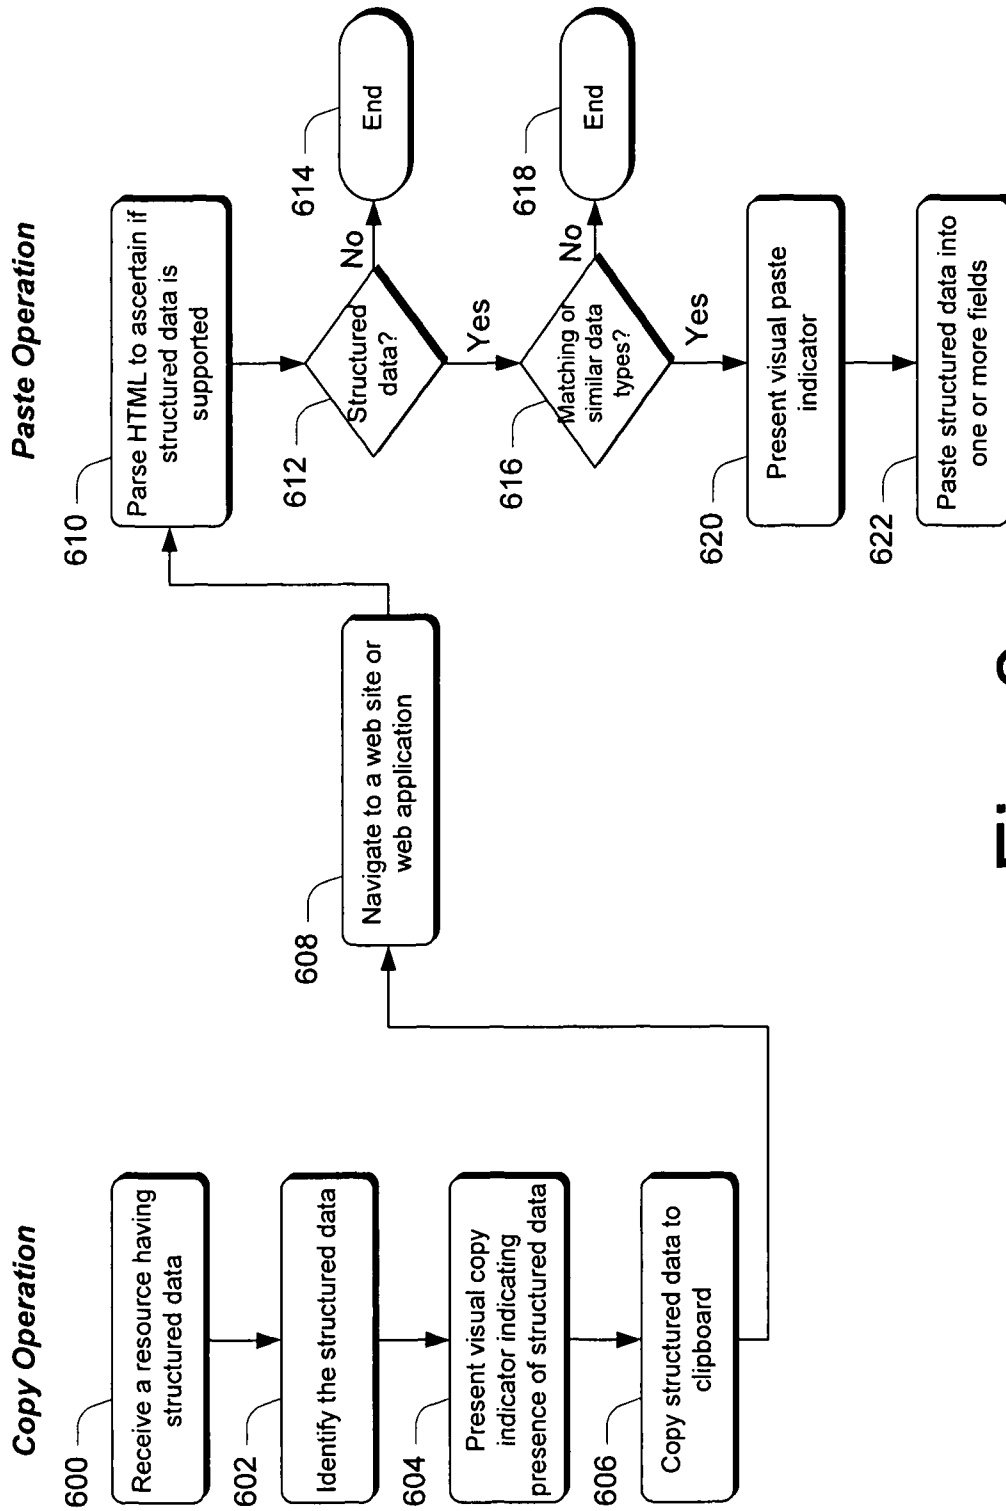 Copy Operation
600
Receive a resource having
structured data
602
Identify the structured data
604
Present visual copy
indicator indicating
presence of structured data
606
Copy structured data to
clipboard
608
Navigate to a web site or
web application
Paste Operation
610
Parse HTML to ascertain if
structured data is
supported
612
Structured
data?
No
614
End
Yes
616
Matching or
similar data
types?
No
618
End
Yes
620
Present visual paste
indicator
622
Paste structured data into
one or more fields